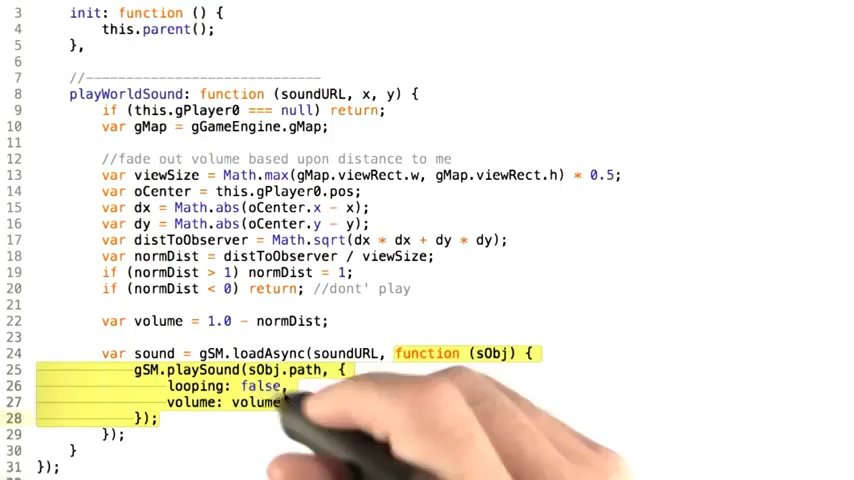 3 init: function () {
4 this.parent();
5 },
6
7 //-----------------------------
8 playWorldSound: function (soundURL, x, y) {
9 if (this.gPlayer0 === null) return;
10 var gMap = gGameEngine.gMap;
11
12 //fade out volume based upon distance to me
13 var viewSize = Math.max(gMap.viewRect.w, gMap.viewRect.h) * 0.5;
14 var oCenter = this.gPlayer0.pos;
15 var dx = Math.abs(oCenter.x - x);
16 var dy = Math.abs(oCenter.y - y);
17 var distToObserver = Math.sqrt(dx * dx + dy * dy);
18 var normDist = distToObserver / viewSize;
19 if (normDist > 1) normDist = 1;
20 if (normDist < 0) return; //dont' play
21
22 var volume = 1.0 - normDist;
23
24 var sound = gSM.loadAsync(soundURL, function (sObj) {
25 gSM.playSound(sObj.path, {
26 looping: false,
27 volume: volume
28 });
29 });
30 }
31 });